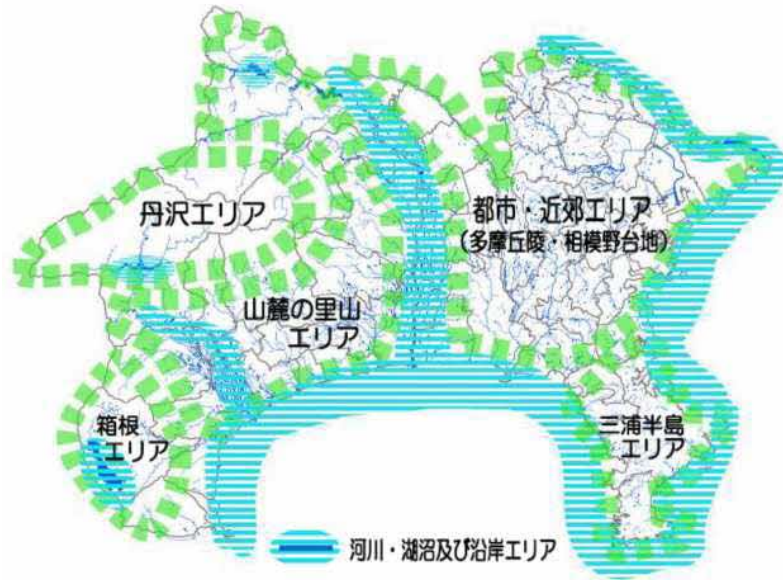 丹沢エリア
都市・近郊エリア
(多摩丘陵・相模野台地)
山麓の里山
エリア
箱根
エリア
三浦半島
エリア
河川・湖沼及び沿岸エリア